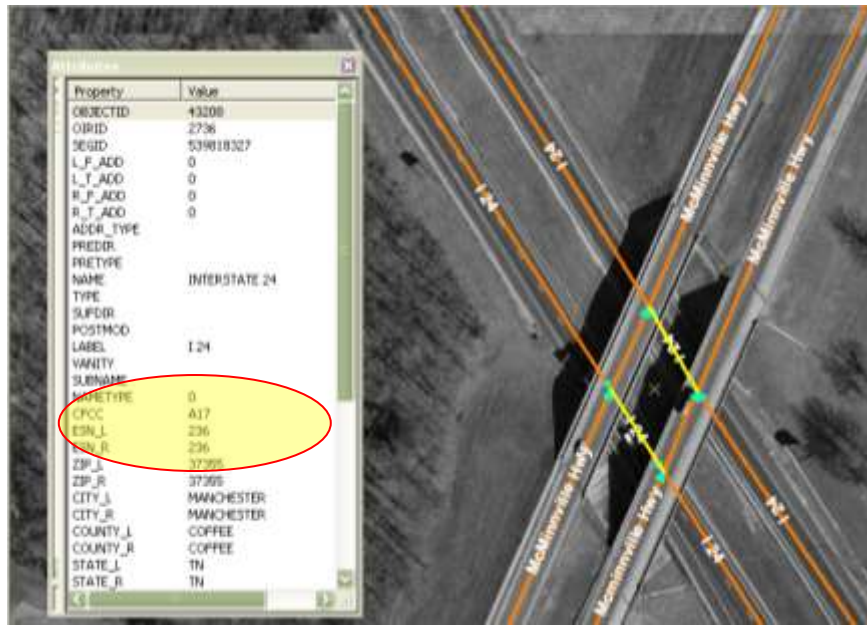 Attributes
Property Value
OBJECTID 43208
OIRID 2736
SEGID 539818327
L_F_ADD 0
L_T_ADD 0
R_F_ADD 0
R_T_ADD 0
ADDR_TYPE
PREDIR
PRETYPE
NAME INTERSTATE 24
TYPE
SUFDIR
POSTMOD
LABEL I 24
VANITY
SUBNAME
NAMETYPE 0
CFCC A17
ESN_L 236
ESN_R 236
ZIP_L 37355
ZIP_R 37355
CITY_L MANCHESTER
CITY_R MANCHESTER
COUNTY_L COFFEE
COUNTY_R COFFEE
STATE_L TN
STATE_R TN
I 24
I 24
McMinnville Hwy
McMinnville Hwy
I 24
I 24
McMinnville Hwy
Mcminnville Hwy
I 24
I 24